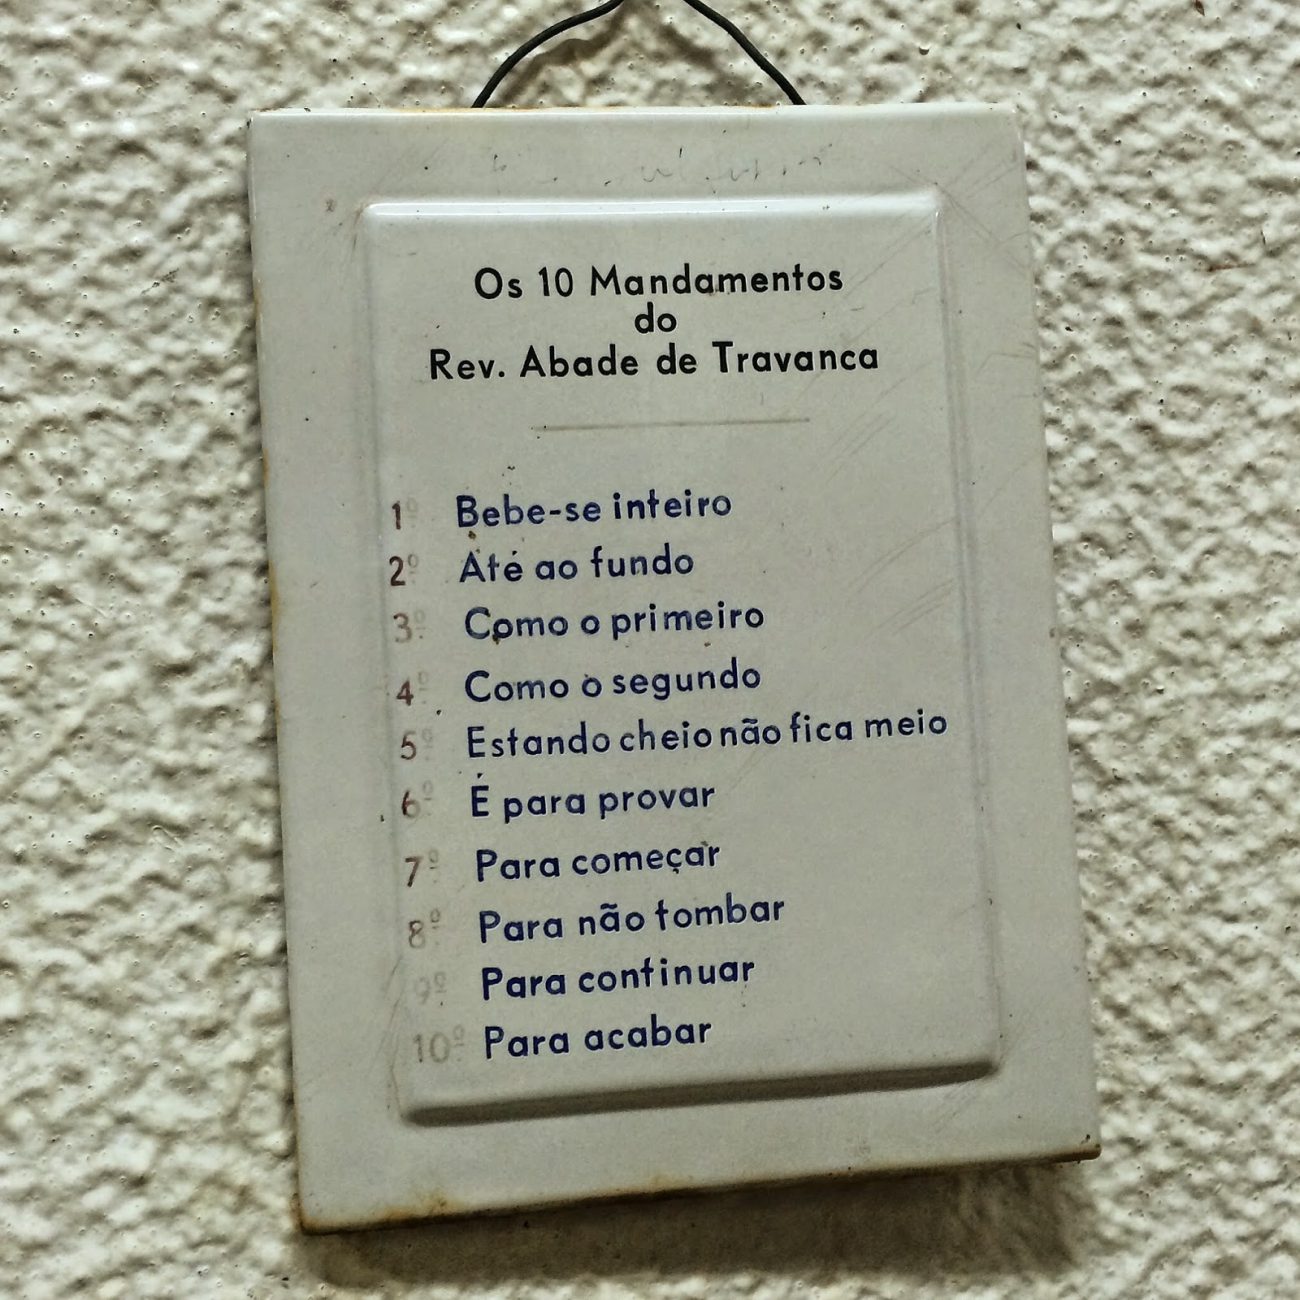 Os 10 Mandamentos
do
Rev. Abade de Travanca
1º Bebe-se inteiro
2º Até ao fundo
3º Como o primeiro
4º Como o segundo
5º Estando cheio não fica meio
6º É para provar
7º Para começar
8º Para não tombar
9º Para continuar
10º Para acabar